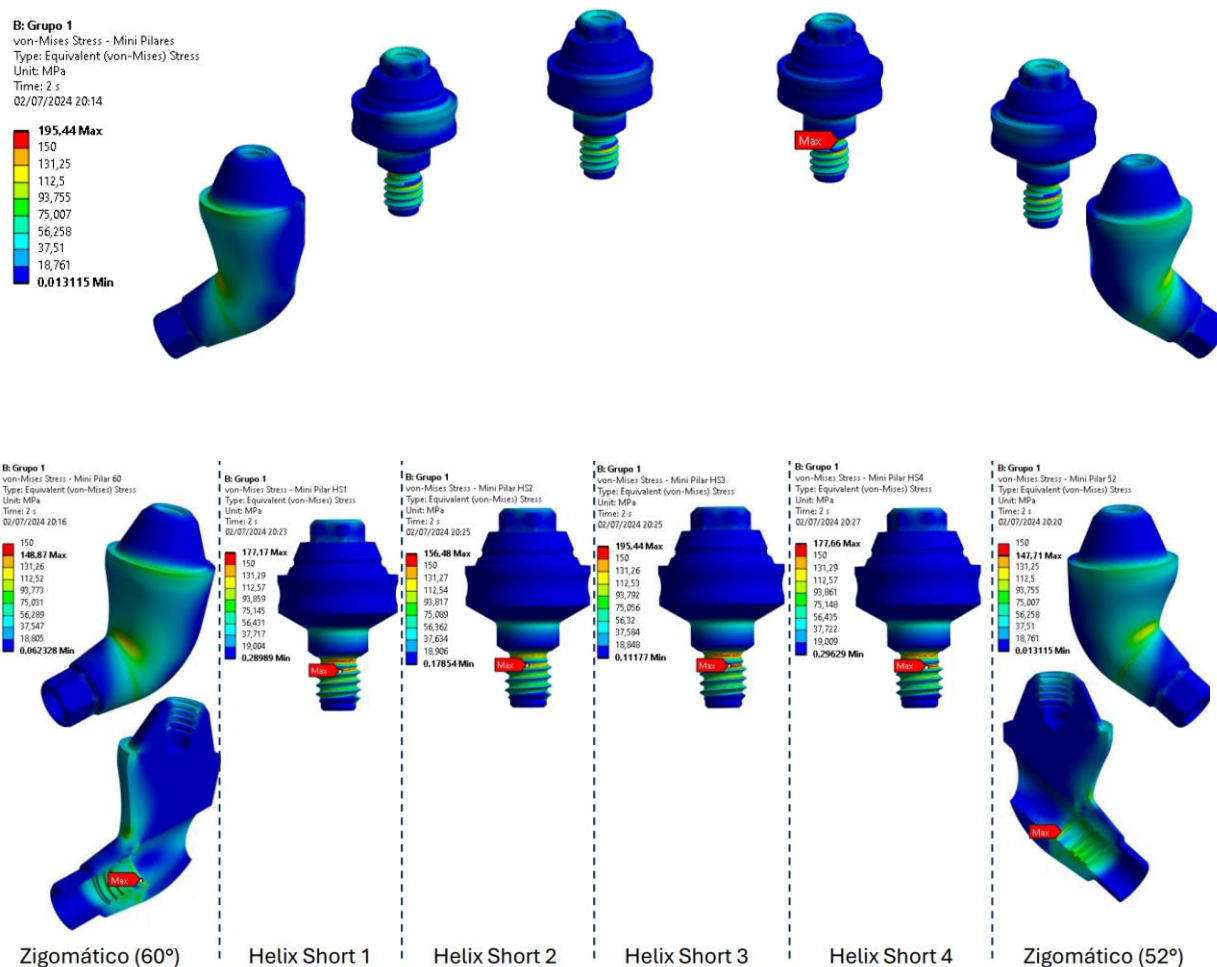 B: Grupo 1
von-Mises Stress - Mini Pilares
Type: Equivalent (von-Mises) Stress
Unit: MPa
Time: 2 s
02/07/2024 20:14
195,44 Max
150
131,25
112,5
93,755
75,007
56,258
37,51
18,761
0,013115 Min
Max
B: Grupo 1
von-Mises Stress - Mini Pilar 60
Type: Equivalent (von-Mises) Stress
Unit: MPa
Time: 2 s
02/07/2024 20:16
150
148,87 Max
131,26
112,52
93,773
75,031
56,289
37,547
18,805
0,062328 Min
Max
B: Grupo 1
von-Mises Stress - Mini Pilar HS1
Type: Equivalent (von-Mises) Stress
Unit: MPa
Time: 2 s
02/07/2024 20:23
177,17 Max
150
131,29
112,57
93,859
75,145
56,431
37,717
19,004
0,28989 Min
Max
B: Grupo 1
von-Mises Stress - Mini Pilar HS2
Type: Equivalent (von-Mises) Stress
Unit: MPa
Time: 2 s
02/07/2024 20:25
156,48 Max
150
131,27
112,54
93,817
75,089
56,362
37,634
18,906
0,17854 Min
Max
B: Grupo 1
von-Mises Stress - Mini Pilar HS3
Type: Equivalent (von-Mises) Stress
Unit: MPa
Time: 2 s
02/07/2024 20:25
195,44 Max
150
131,25
112,53
93,792
75,056
56,32
37,584
18,848
0,11177 Min
Max
B: Grupo 1
von-Mises Stress - Mini Pilar HS4
Type: Equivalent (von-Mises) Stress
Unit: MPa
Time: 2 s
02/07/2024 20:27
177,66 Max
150
131,29
112,57
93,861
75,148
56,435
37,722
19,009
0,29629 Min
Max
B: Grupo 1
von-Mises Stress - Mini Pilar 52
Type: Equivalent (von-Mises) Stress
Unit: MPa
Time: 2 s
02/07/2024 20:20
150
147,71 Max
131,25
112,5
93,755
75,007
56,258
37,51
18,761
0,013115 Min
Max
Zigomático (60°)
Helix Short 1
Helix Short 2
Helix Short 3
Helix Short 4
Zigomático (52°)